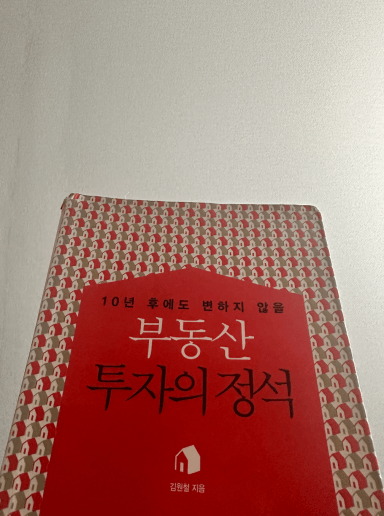 10년 후에도 변하지 않을
부동산
투자의 정석
김원철 지음